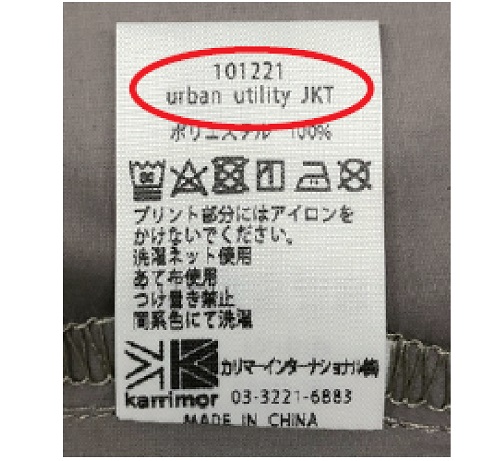 101221
urban utility JKT
ポリエステル 100%
プリント部分にはアイロンを
かけないでください。
洗濯ネット使用
あて布使用
つけ置き禁止
同系色にて洗濯
カリマーインターナショナル㈱
karrimor 03-3221-6883
MADE IN CHINA